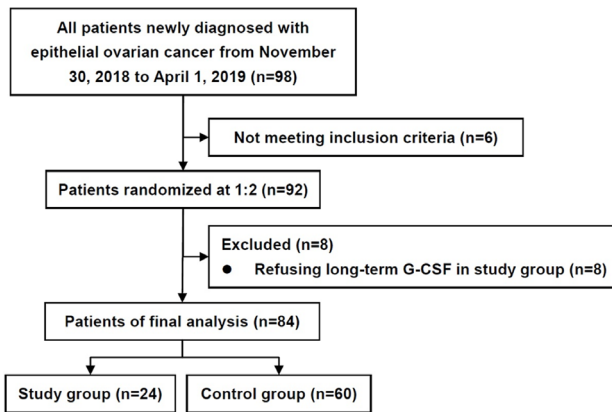 All patients newly diagnosed with
epithelial ovarian cancer from November
30, 2018 to April 1, 2019 (n=98)
Not meeting inclusion criteria (n=6)
Patients randomized at 1:2 (n=92)
Excluded (n=8)
● Refusing long-term G-CSF in study group (n=8)
Patients of final analysis (n=84)
Study group (n=24)
Control group (n=60)